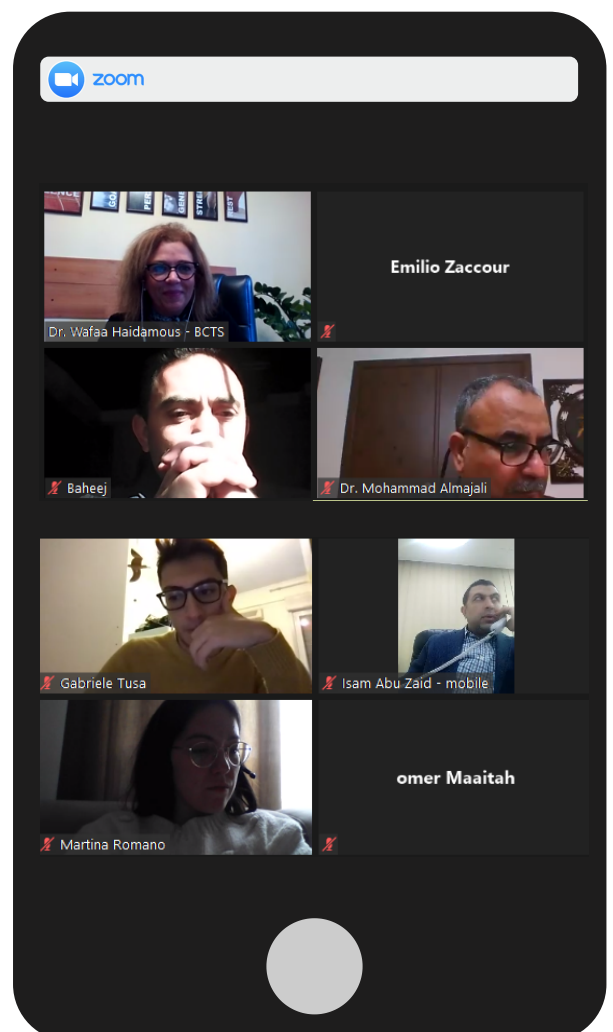 zoom
Dr. Wafaa Haidamous - BCTS
Emilio Zaccour
Baheej
Dr. Mohammad Almajali
Gabriele Tusa
Isam Abu Zaid - mobile
Martina Romano
omer Maaitah